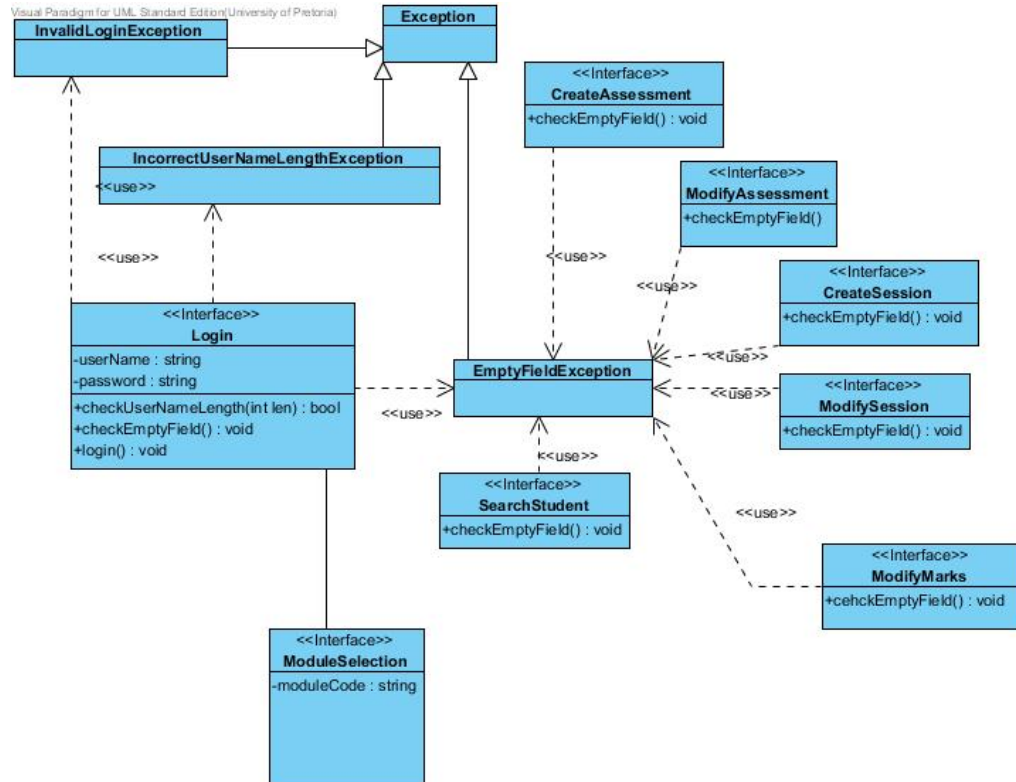 Visual Paradigm for UML Standard Edition(University of Pretoria)
InvalidLoginException
Exception
<<Interface>>
CreateAssessment
+checkEmptyField() : void
IncorrectUserNameLengthException
<<use>>
<<Interface>>
ModifyAssessment
+checkEmptyField()
<<use>>
<<use>>
<<use>>
<<Interface>>
CreateSession
+checkEmptyField() : void
<<Interface>>
Login
-userName : string
-password : string
+checkUserNameLength(int len) : bool
+checkEmptyField() : void
+login() : void
<<use>>
EmptyFieldException
<<use>>
<<use>>
<<Interface>>
ModifySession
+checkEmptyField() : void
<<use>>
<<Interface>>
SearchStudent
+checkEmptyField() : void
<<use>>
<<Interface>>
ModifyMarks
+cehckEmptyField() : void
<<Interface>>
ModuleSelection
-moduleCode : string